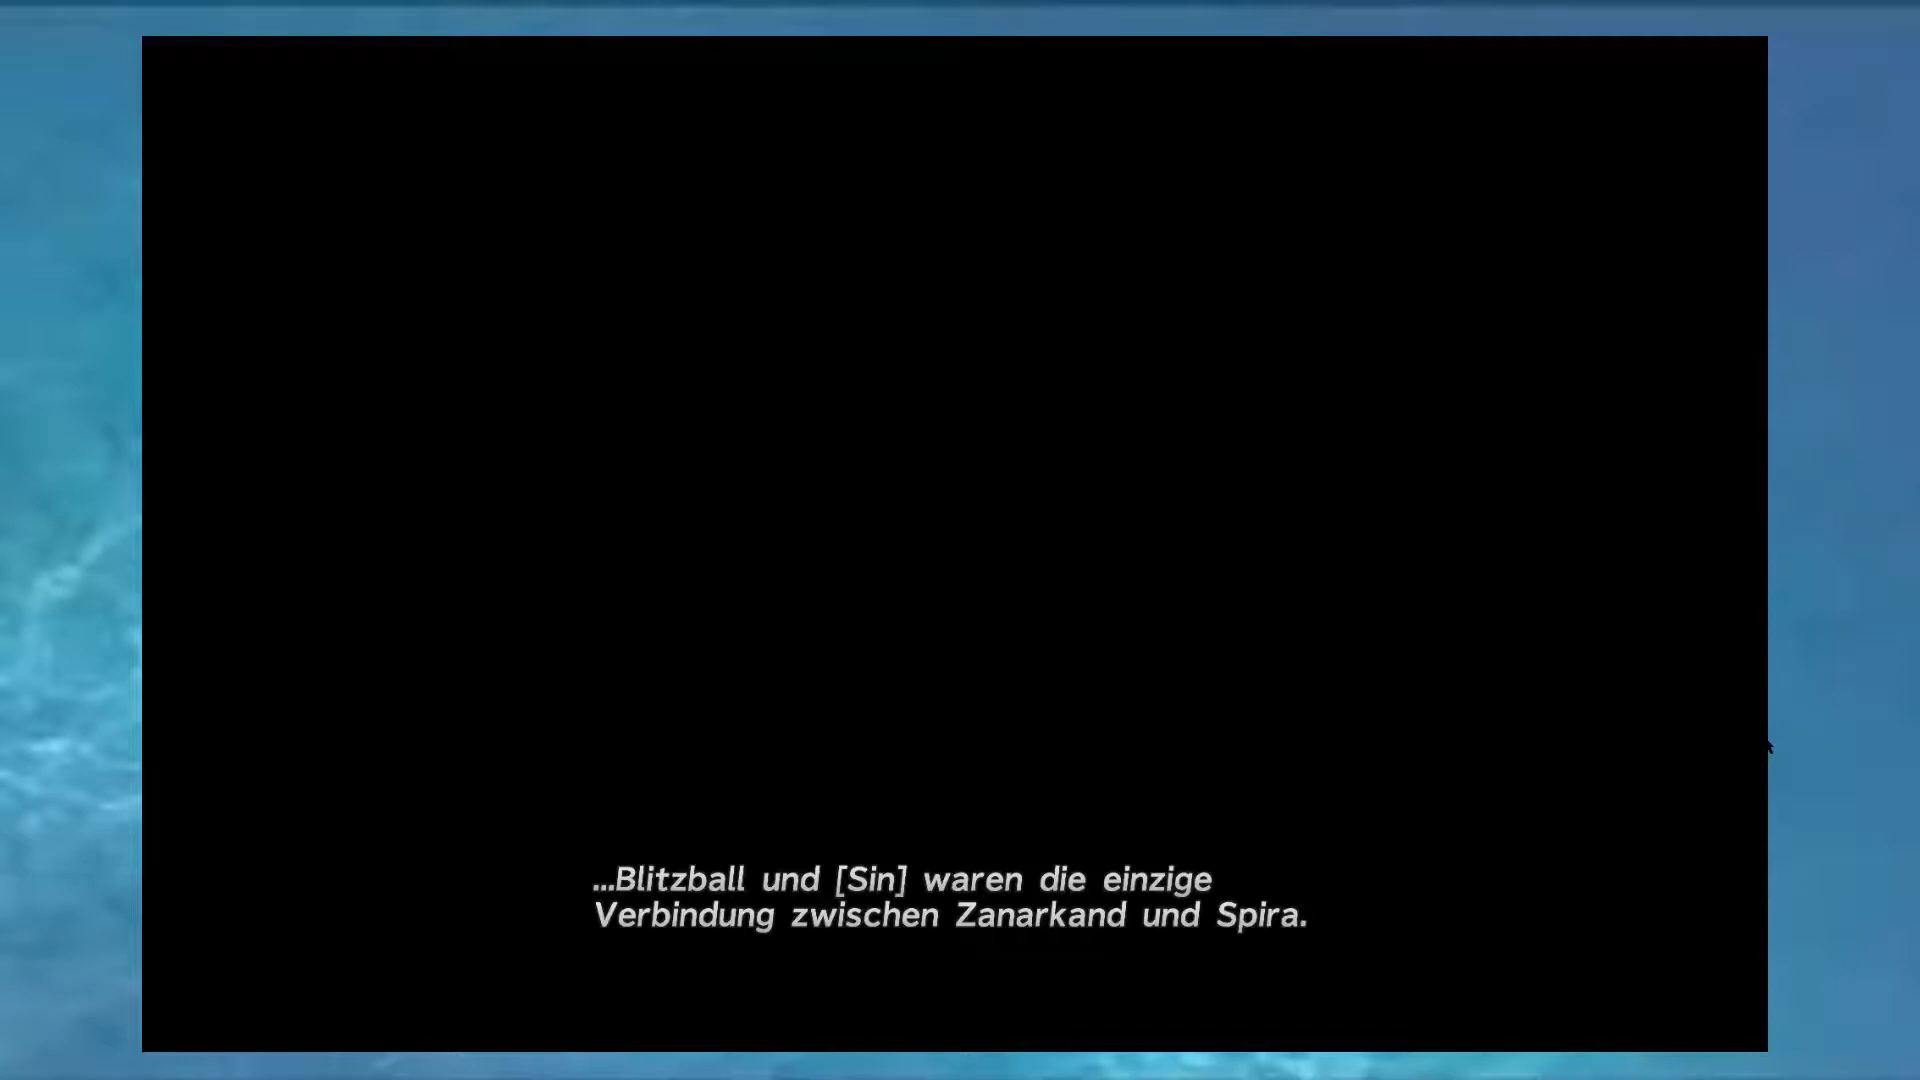 ...Blitzball und [Sin] waren die einzige
Verbindung zwischen Zanarkand und Spira.